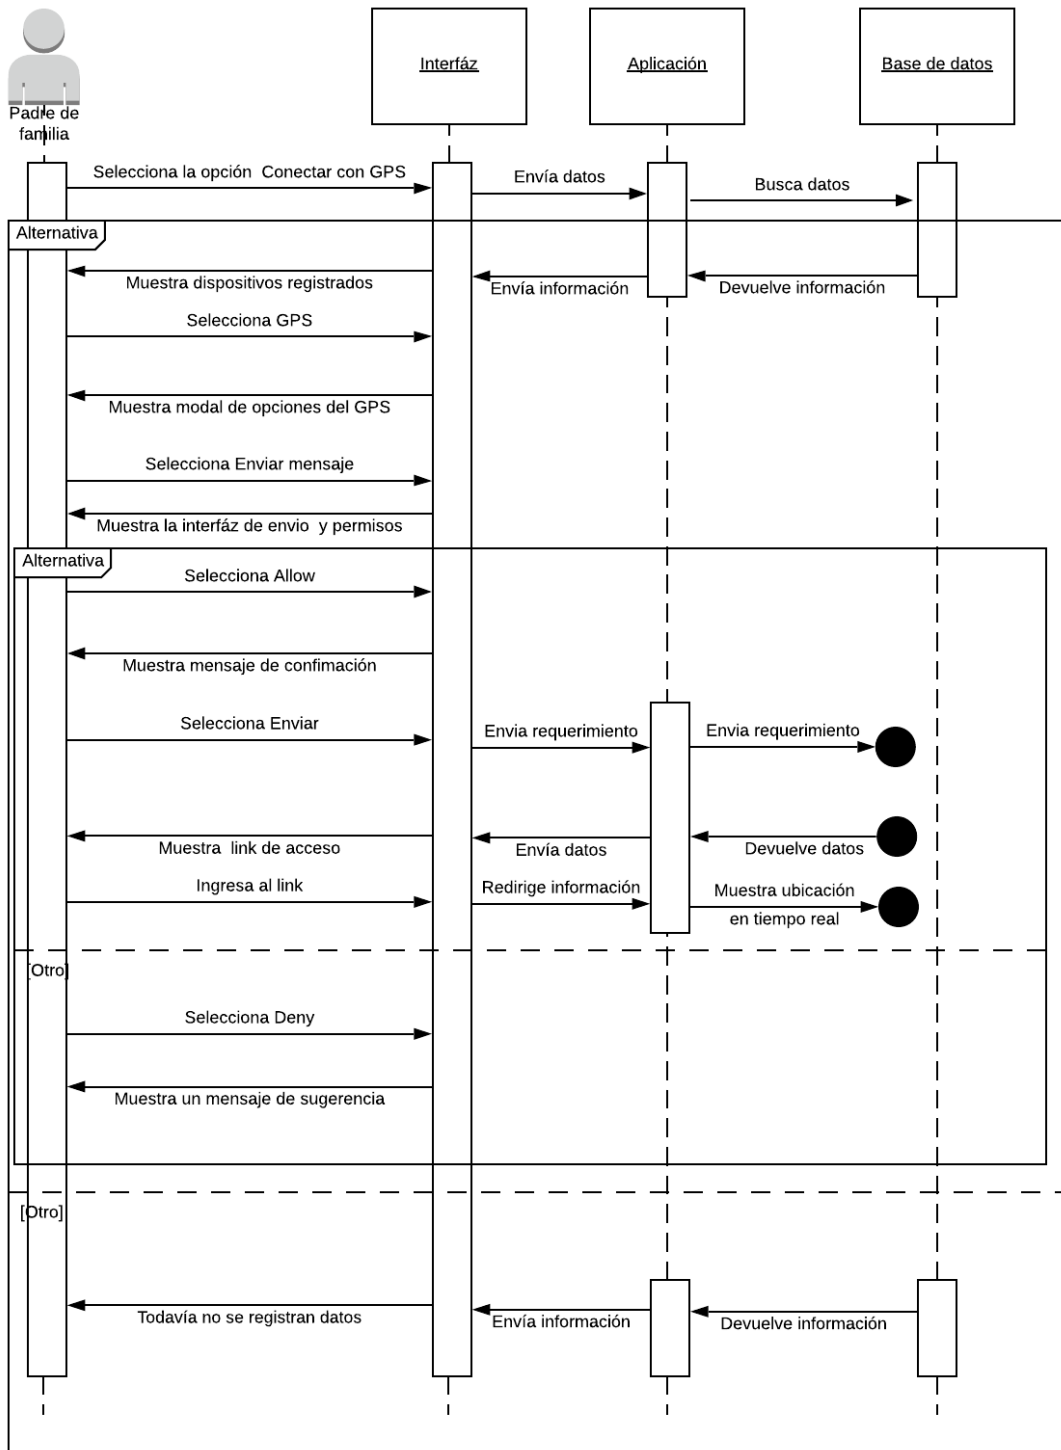 Padre de
familia
Interfáz
Aplicación
Base de datos
Selecciona la opción  Conectar con GPS
Envía datos
Busca datos
Alternativa
Muestra dispositivos registrados
Envía información
Devuelve información
Selecciona GPS
Muestra modal de opciones del GPS
Selecciona Enviar mensaje
Muestra la interfáz de envio  y permisos
Alternativa
Selecciona Allow
Muestra mensaje de confimación
Selecciona Enviar
Envia requerimiento
Envia requerimiento
Muestra  link de acceso
Envía datos
Devuelve datos
Ingresa al link
Redirige información
Muestra ubicación
en tiempo real
[Otro]
Selecciona Deny
Muestra un mensaje de sugerencia
[Otro]
Todavía no se registran datos
Envía información
Devuelve información